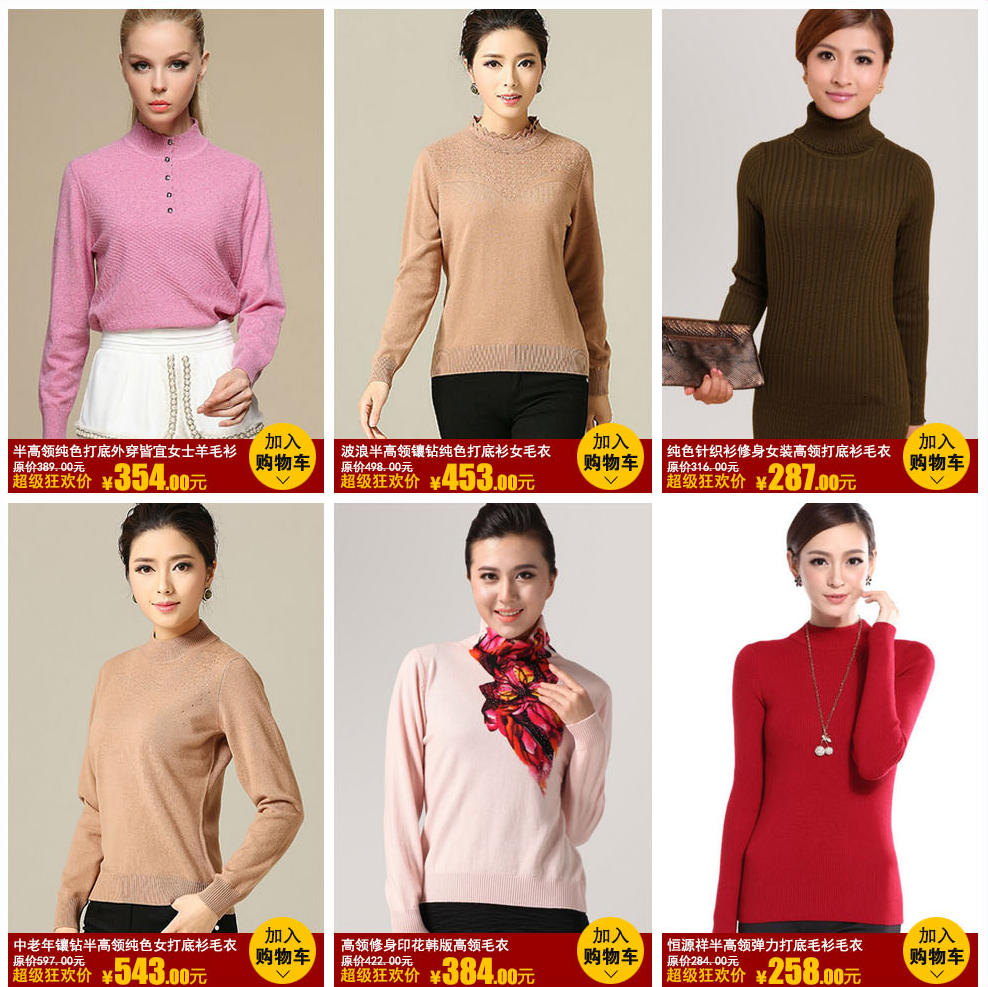 半高领纯色打底外穿皆宜女士羊毛衫
原价389.00元
超级狂欢价 ¥354.00元
加入
购物车
波浪半高领镶钻纯色打底衫女毛衣
原价498.00元
超级狂欢价 ¥453.00元
加入
购物车
纯色针织衫修身女装高领打底衫毛衣
原价316.00元
超级狂欢价 ¥287.00元
加入
购物车
中老年镶钻半高领纯色女打底衫毛衣
原价597.00元
超级狂欢价 ¥543.00元
加入
购物车
高领修身印花韩版高领毛衣
原价422.00元
超级狂欢价 ¥384.00元
加入
购物车
恒源祥半高领弹力打底毛衫毛衣
原价284.00元
超级狂欢价 ¥258.00元
加入
购物车